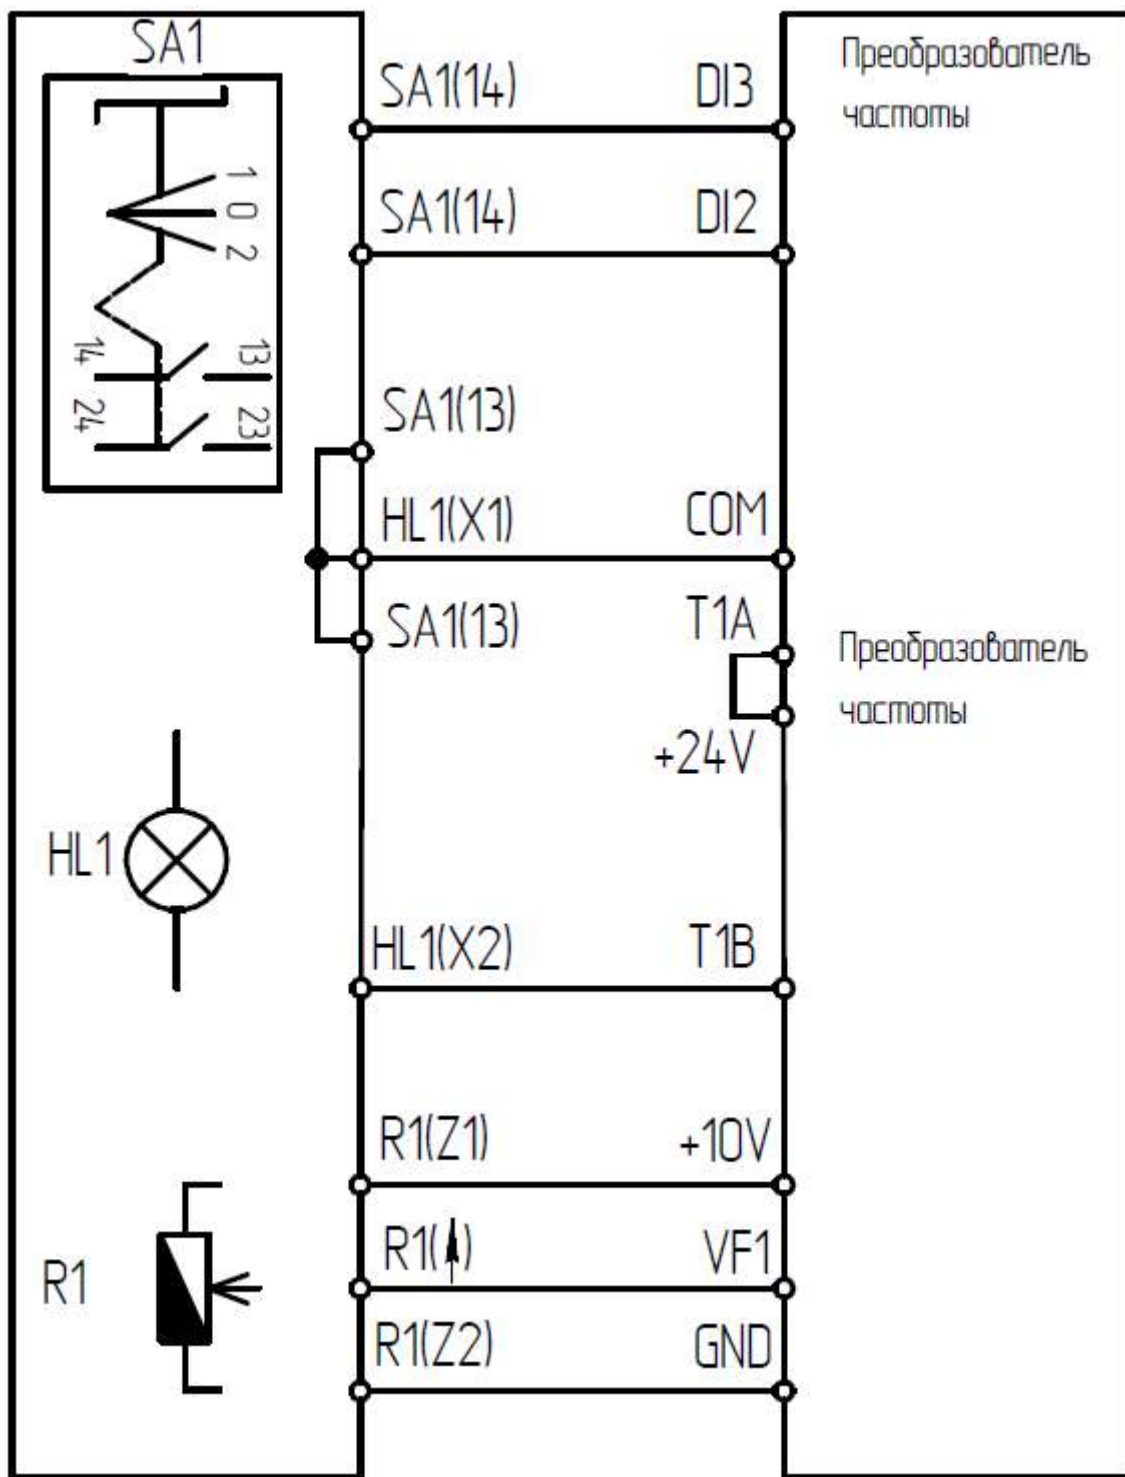 SA1
1
0
2
14
13
24
23
SA1(14)
DI3
Преобразователь
частоты
SA1(14)
DI2
SA1(13)
HL1(X1)
COM
SA1(13)
T1A
Преобразователь
частоты
+24V
HL1
HL1(X2)
T1B
R1(Z1)
+10V
R1
R1( )
VF1
R1(Z2)
GND